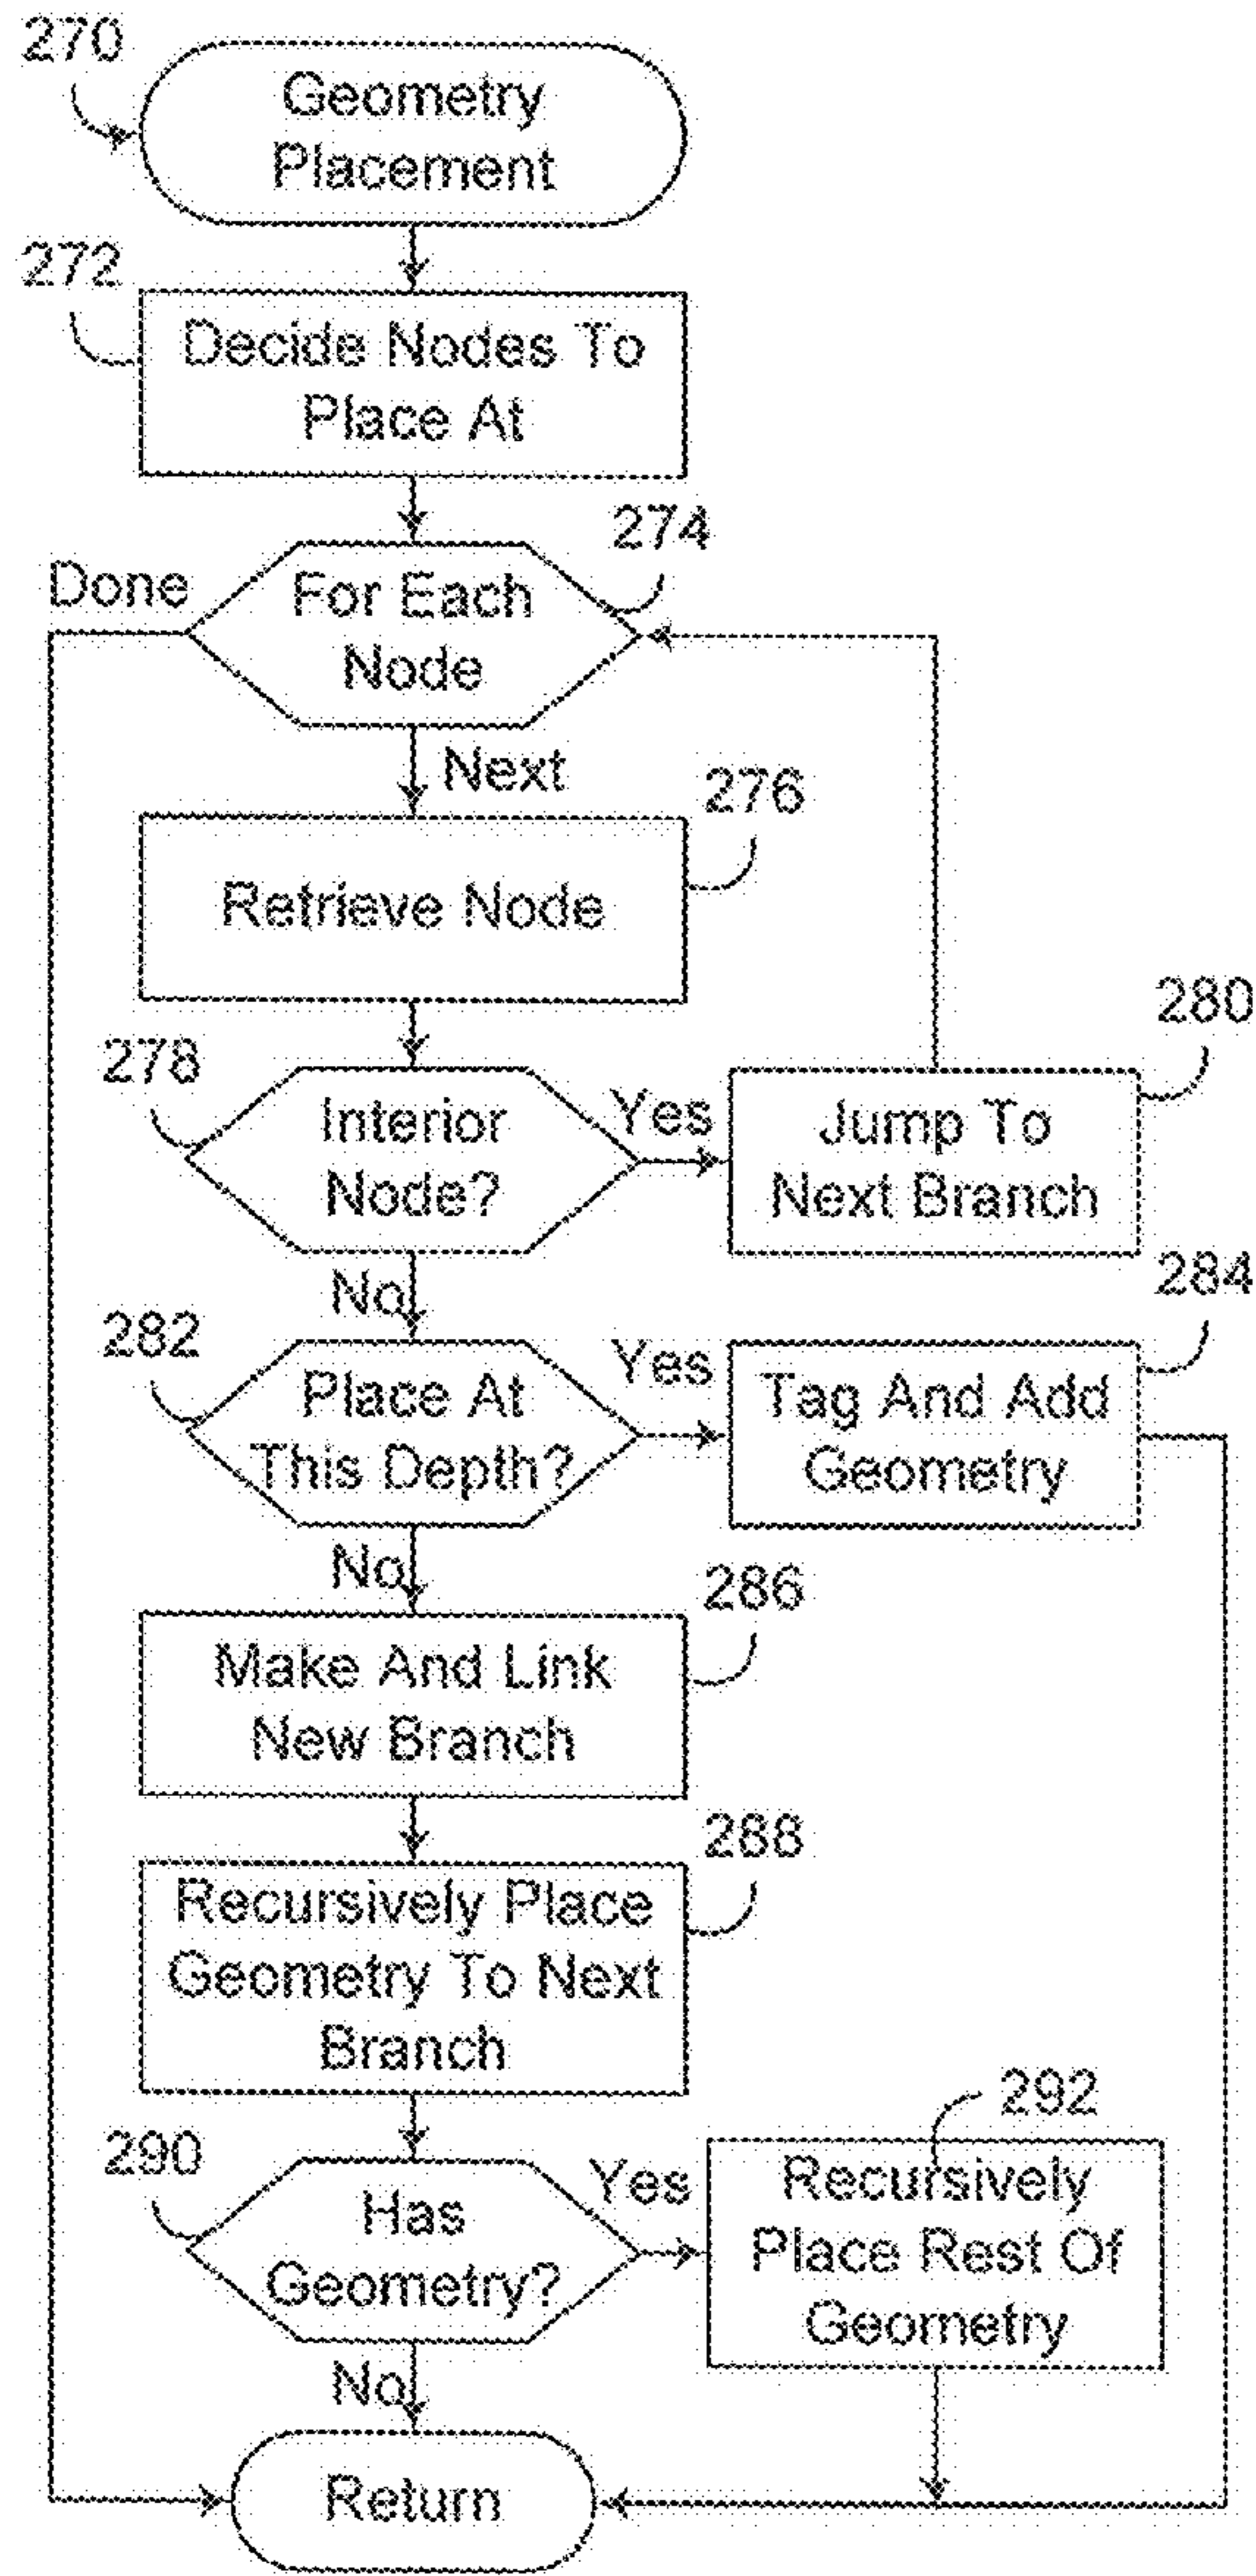 270
Geometry
Placement
272
Decide Nodes To
Place At
274
Done
For Each
Node
Next
276
Retrieve Node
278
280
Interior
Node?
Yes
Jump To
Next Branch
No
282
284
Place At
This Depth?
Yes
Tag And Add
Geometry
No
286
Make And Link
New Branch
288
Recursively Place
Geometry To Next
Branch
290
292
Has
Geometry?
Yes
Recursively
Place Rest Of
Geometry
No
Return